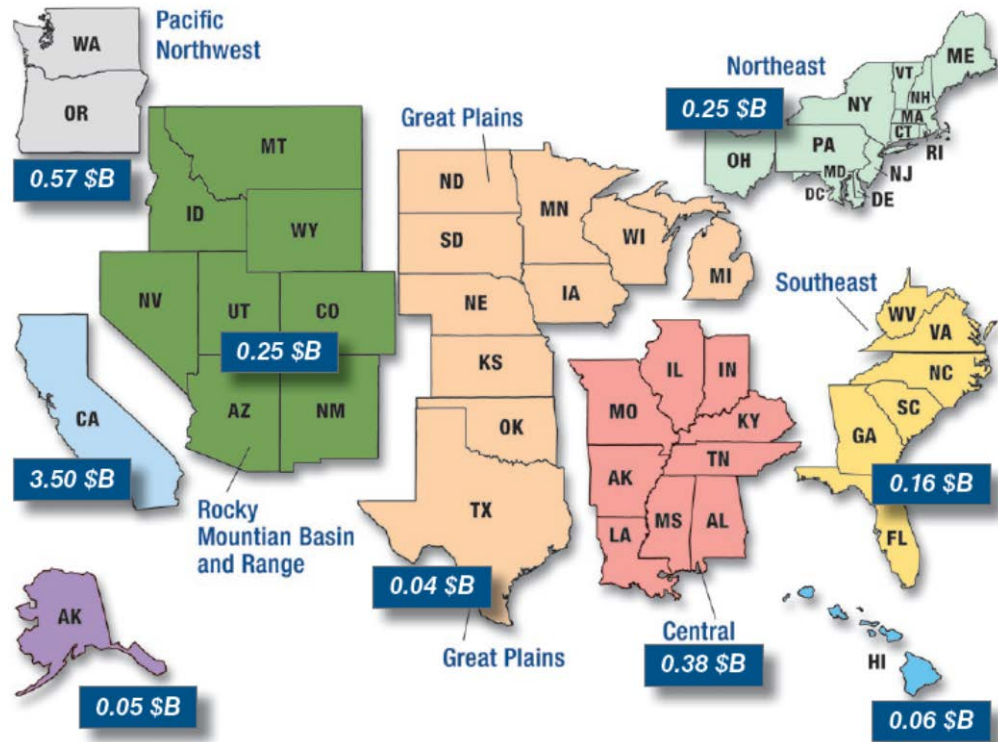 Pacific
Northwest
WA
OR
0.57 $B
MT
ID
WY
NV
UT
CO
0.25 $B
AZ
NM
Rocky
Mountian Basin
and Range
CA
3.50 $B
AK
0.05 $B
Great Plains
ND
MN
SD
WI
MI
NE
IA
KS
OK
TX
0.04 $B
Great Plains
IL
IN
MO
KY
TN
AK
MS
AL
LA
Central
0.38 $B
Northeast
0.25 $B
ME
VT
NH
NY
MA
CT
RI
PA
OH
NJ
MD
DC
DE
Southeast
WV
VA
NC
SC
GA
0.16 $B
FL
HI
0.06 $B